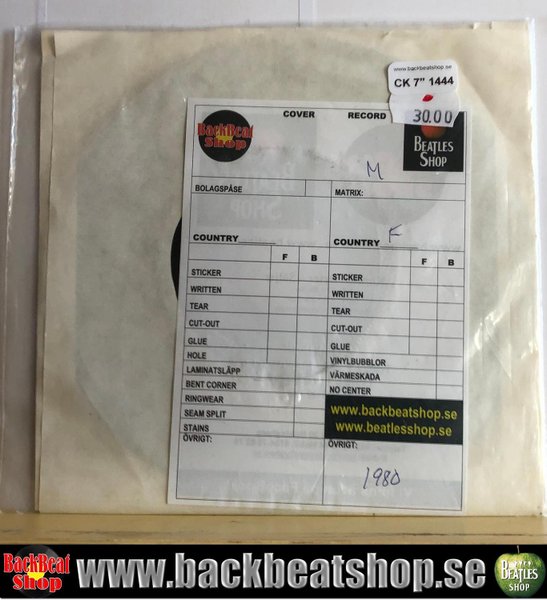 www.backbeatshop.se
CK 7" 1444
30.00
COVER RECORD
BackBeat
Shop
BEATLES
SHOP
M
BOLAGSPÅSE MATRIX:
F
COUNTRY______ COUNTRY______
F B F B
STICKER STICKER
WRITTEN WRITTEN
TEAR TEAR
CUT-OUT CUT-OUT
GLUE GLUE
HOLE VINYLBUBBLOR
LAMINATSLÄPP VÄRMESKADA
BENT CORNER NO CENTER
RINGWEAR
SEAM SPLIT
STAINS
www.backbeatshop.se
www.beatlesshop.se
ÖVRIGT: ÖVRIGT:
1980
BackBeat
Shop
www.backbeatshop.se
BEATLES
SHOP